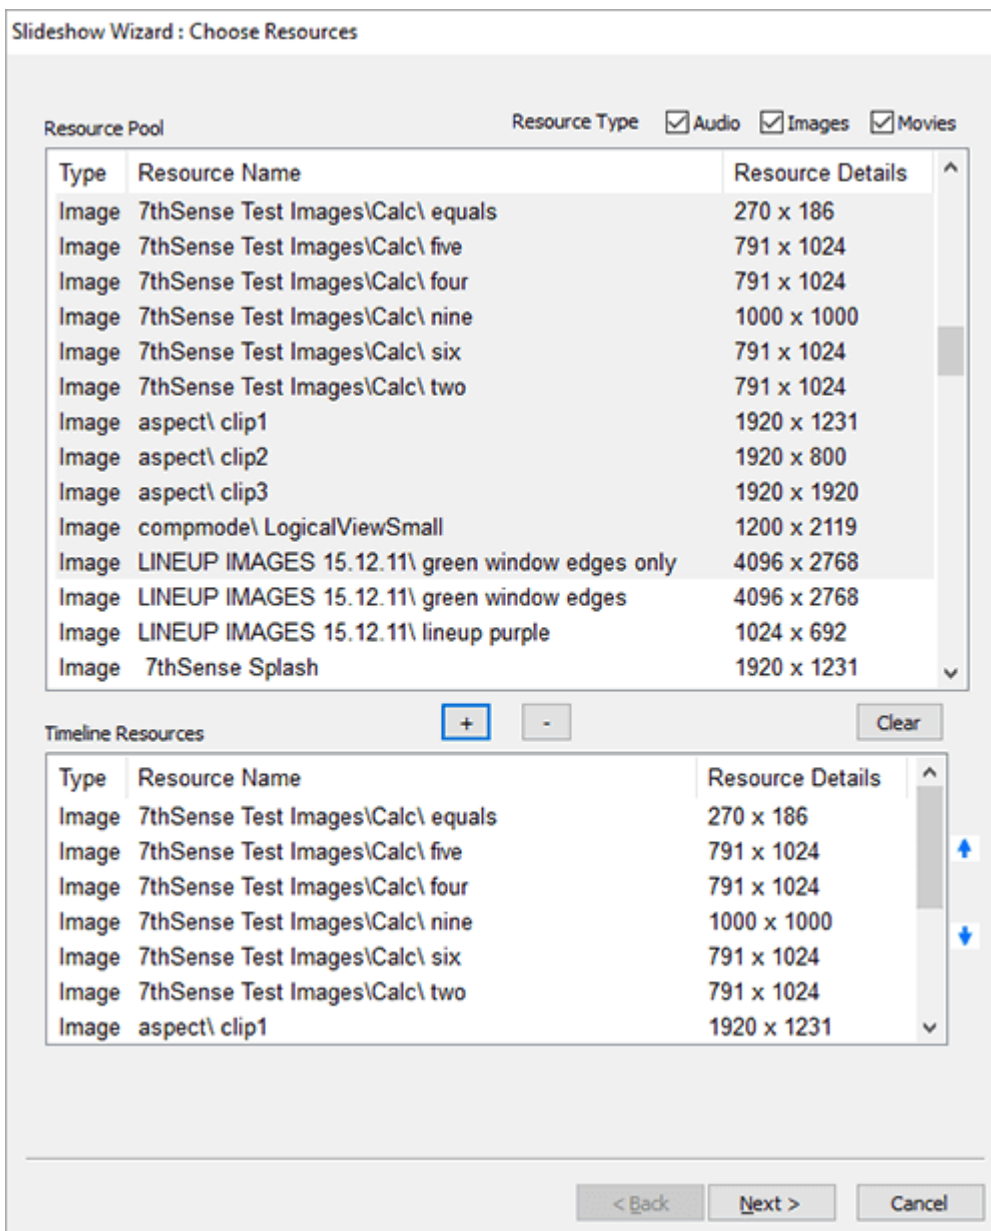 Slideshow Wizard : Choose Resources
Resource Pool Resource Type Audio Images Movies
Type Resource Name Resource Details
Image 7thSense Test Images\Calc\ equals 270 x 186
Image 7thSense Test Images\Calc\ five 791 x 1024
Image 7thSense Test Images\Calc\ four 791 x 1024
Image 7thSense Test Images\Calc\ nine 1000 x 1000
Image 7thSense Test Images\Calc\ six 791 x 1024
Image 7thSense Test Images\Calc\ two 791 x 1024
Image aspect\ clip1 1920 x 1231
Image aspect\ clip2 1920 x 800
Image aspect\ clip3 1920 x 1920
Image compmode\ LogicalViewSmall 1200 x 2119
Image LINEUP IMAGES 15.12.11\ green window edges only 4096 x 2768
Image LINEUP IMAGES 15.12.11\ green window edges 4096 x 2768
Image LINEUP IMAGES 15.12.11\ lineup purple 1024 x 692
Image 7thSense Splash 1920 x 1231
Timeline Resources + - Clear
Type Resource Name Resource Details
Image 7thSense Test Images\Calc\ equals 270 x 186
Image 7thSense Test Images\Calc\ five 791 x 1024
Image 7thSense Test Images\Calc\ four 791 x 1024
Image 7thSense Test Images\Calc\ nine 1000 x 1000
Image 7thSense Test Images\Calc\ six 791 x 1024
Image 7thSense Test Images\Calc\ two 791 x 1024
Image aspect\ clip1 1920 x 1231
< Back Next > Cancel